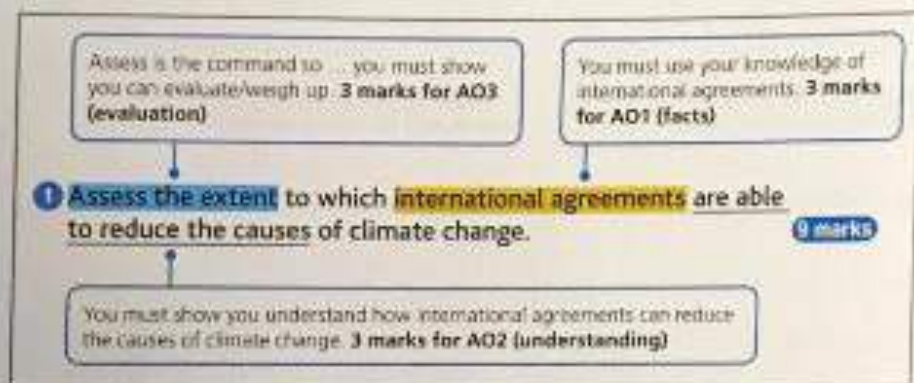 Assess is the command so ... you must show
you can evaluate/weigh up. 3 marks for AO3
(evaluation)
You must use your knowledge of
international agreements. 3 marks
for AO1 (facts)
1 Assess the extent to which international agreements are able
to reduce the causes of climate change.
9 marks
You must show you understand how international agreements can reduce
the causes of climate change. 3 marks for AO2 (understanding)